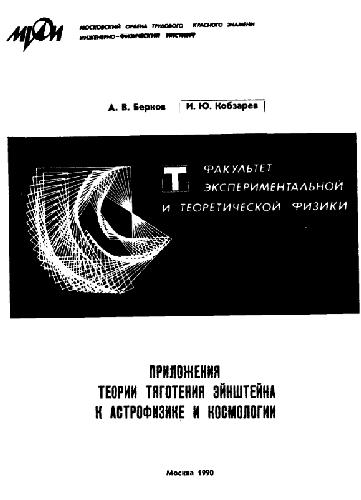 МИФИ
МОСКОВСКИЙ ОРДЕНА ТРУДОВОГО КРАСНОГО ЗНАМЕНИ
ИНЖЕНЕРНО-ФИЗИЧЕСКИЙ ИНСТИТУТ
А. В. Берков И. Ю. Кобзарев
Т ФАКУЛЬТЕТ
ЭКСПЕРИМЕНТАЛЬНОЙ
И ТЕОРЕТИЧЕСКОЙ ФИЗИКИ
ПРИЛОЖЕНИЯ
ТЕОРИИ ТЯГОТЕНИЯ ЭЙНШТЕЙНА
К АСТРОФИЗИКЕ И КОСМОЛОГИИ
Москва 1990